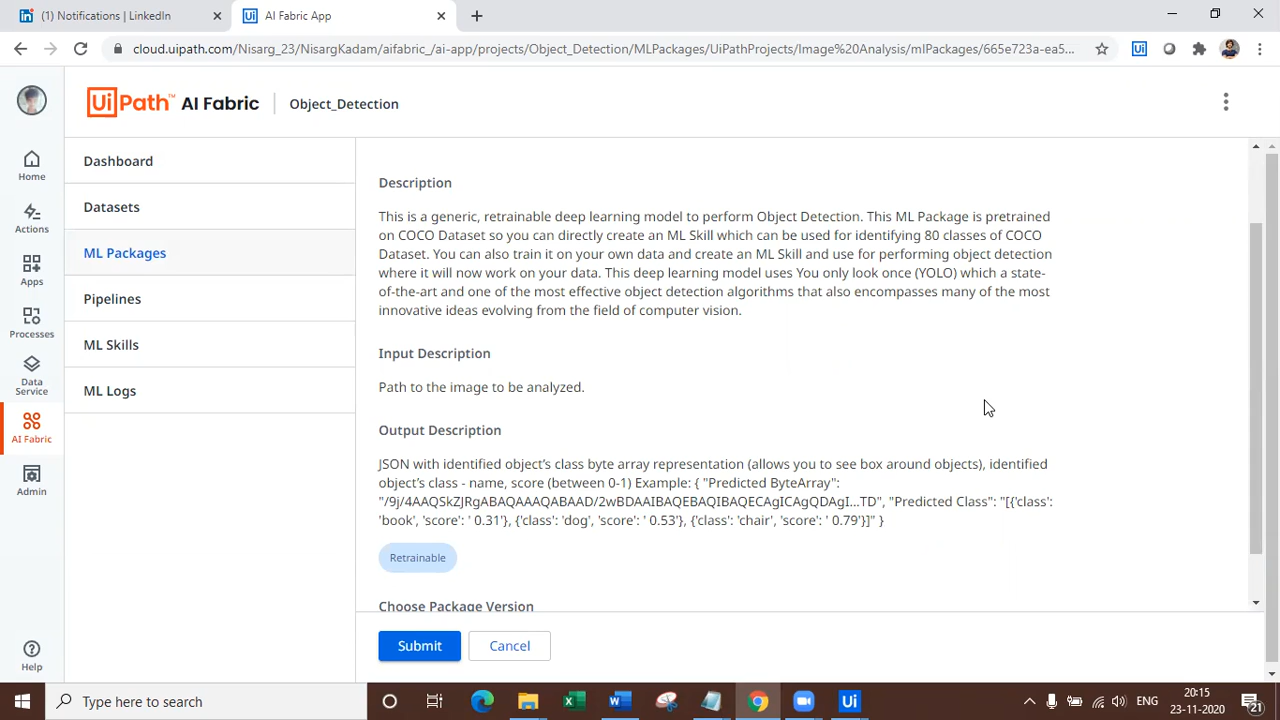 (1) Notifications | LinkedIn
AI Fabric App
cloud.uipath.com/Nisarg_23/NisargKadam/aifabric_/ai-app/projects/Object_Detection/MLPackages/UiPathProjects/Image%20Analysis/mlPackages/665e723a-ea5...
UiPath™ AI Fabric
Object_Detection
Home
Actions
Apps
Processes
Data
Service
AI Fabric
Admin
Help
Dashboard
Datasets
ML Packages
Pipelines
ML Skills
ML Logs
Description
This is a generic, retrainable deep learning model to perform Object Detection. This ML Package is pretrained
on COCO Dataset so you can directly create an ML Skill which can be used for identifying 80 classes of COCO
Dataset. You can also train it on your own data and create an ML Skill and use for performing object detection
where it will now work on your data. This deep learning model uses You only look once (YOLO) which a state-
of-the-art and one of the most effective object detection algorithms that also encompasses many of the most
innovative ideas evolving from the field of computer vision.
Input Description
Path to the image to be analyzed.
Output Description
JSON with identified object's class byte array representation (allows you to see box around objects), identified
object's class - name, score (between 0-1) Example: { "Predicted ByteArray":
"/9j/4AAQSkZJRgABAQAAAQABAAD/2wBDAAIBAQEBAQIBAQECAgICAgQDAgI...TD", "Predicted Class": "[{'class':
'book', 'score': ' 0.31'}, {'class': 'dog', 'score': ' 0.53'}, {'class': 'chair', 'score': ' 0.79'}]" }
Retrainable
Choose Package Version
Submit
Cancel
Type here to search
ENG
20:15
23-11-2020
21